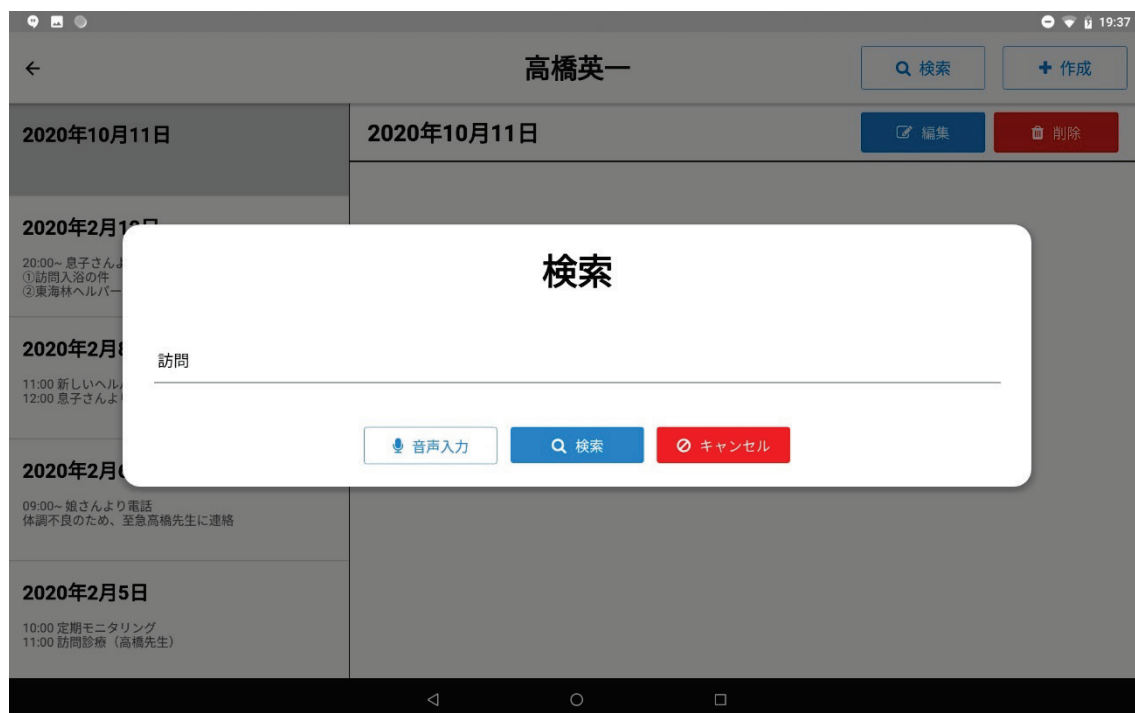 19:37
高橋英一
検索
作成
2020年10月11日
2020年10月11日
編集
削除
2020年2月1
20:00~ 息子さんよ
①訪問入浴の件
②東海林ヘルパー
検索
訪問
2020年2月8
11:00 新しいヘル
12:00 息子さんよ
音声入力
検索
キャンセル
2020年2月6
09:00~ 娘さんより電話
体調不良のため、至急高橋先生に連絡
2020年2月5日
10:00 定期モニタリング
11:00 訪問診療（高橋先生）